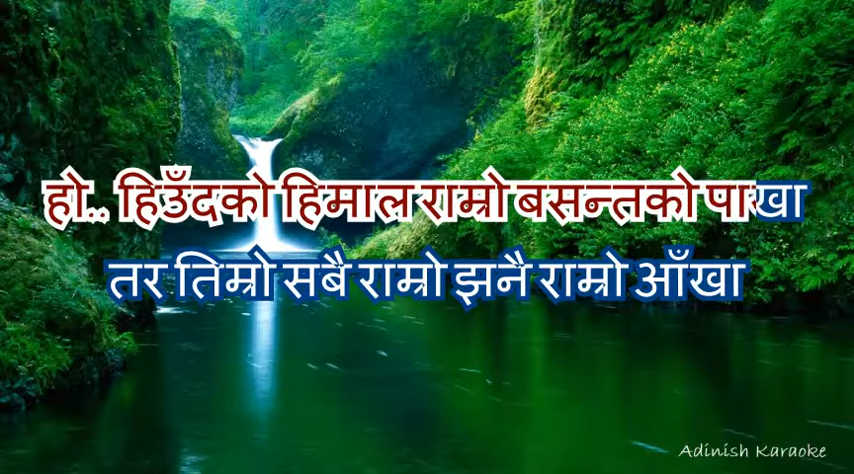 हो.. हिउँदको हिमाल राम्रो बसन्तको पाखा
तर तिम्रो सबै राम्रो झनै राम्रो आँखा
Adinish Karaoke